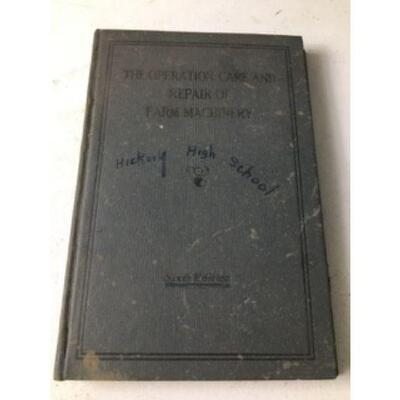 THE OPERATION CARE AND
REPAIR OF
FARM MACHINERY
Hickory High School
Sixth Edition